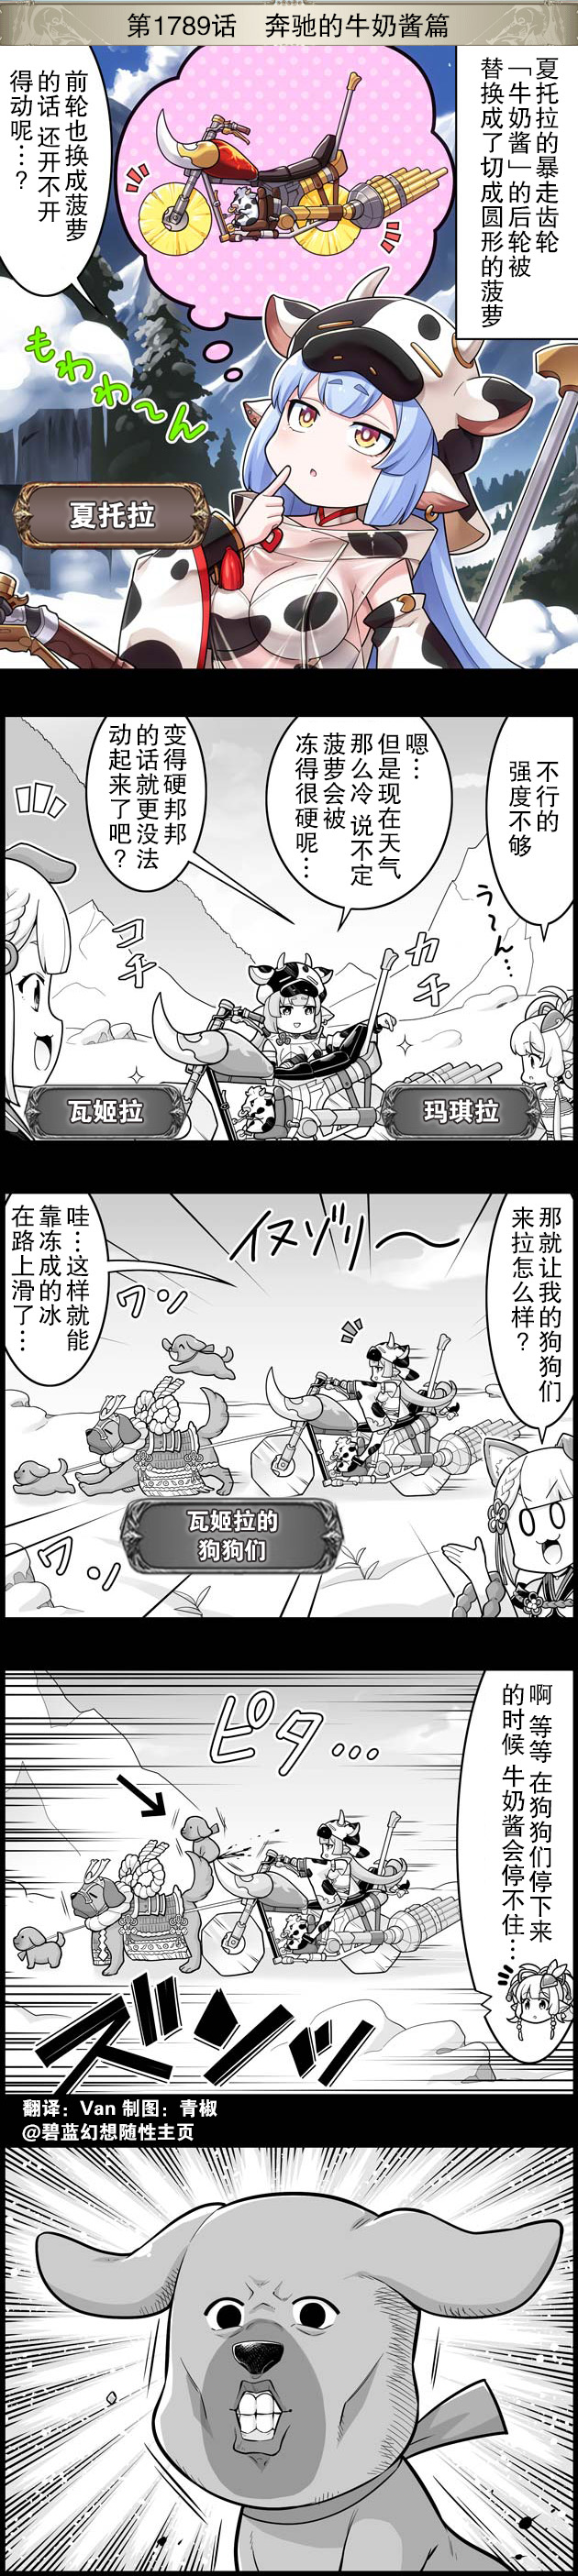 第1789话　奔驰的牛奶酱篇
夏托拉的暴走齿轮
「牛奶酱」的后轮被
替换成了切成圆形的菠萝
前轮也换成菠萝
的话 还开不开
得动呢…？
もわわ～ん
夏托拉
不行的
强度不够
う～ん…
嗯…
但是现在天气
那么冷 说不定
菠萝会被
冻得很硬呢…
变得硬邦邦
的话就更没法
动起来了吧？
カチ
コチ
瓦姬拉
玛琪拉
那就让我的狗狗们
来拉怎么样？
イヌゾリ～
ワン
哇…这样就能
靠冻成的冰
在路上滑了…
瓦姬拉的
狗狗们
ワン
啊 等等 在狗狗们停下来
的时候 牛奶酱会停不住…
ピタ…
ズンッ
翻译：Van 制图：青椒
@碧蓝幻想随性主页